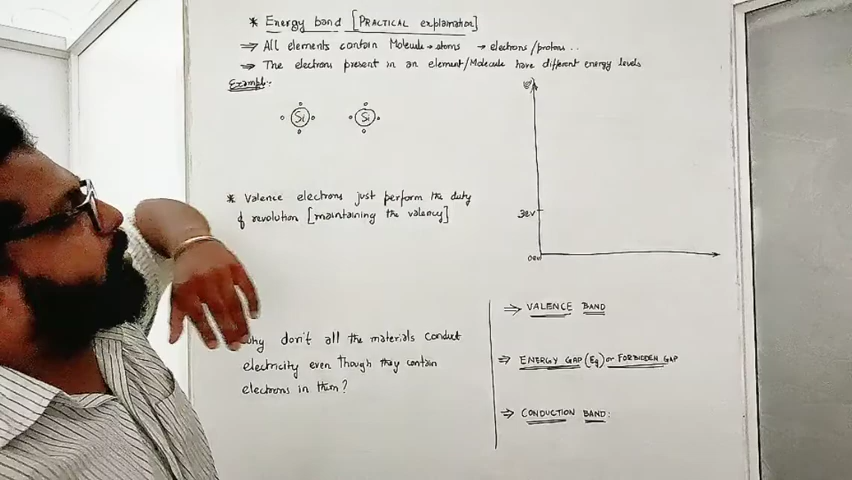 * Energy band [PRACTICAL explaination]
⇒ All elements contain Molecule → atoms → electrons/protons..
⇒ The electrons present in an element/Molecule have different energy levels
Example:-
Si Si
3eV
0eV
* Valence electrons just perform the duty
of revolution [maintaining the valency]
Why don't all the materials conduct
electricity even though they contain
electrons in them?
⇒ VALENCE BAND
⇒ ENERGY GAP (Eg) or FORBIDDEN GAP
⇒ CONDUCTION BAND: